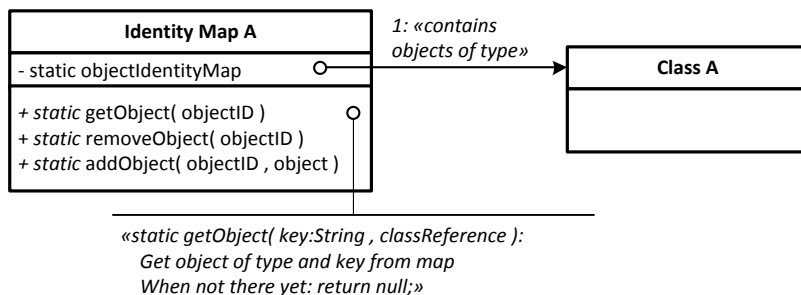 Identity Map A
- static objectIdentityMap
+ static getObject( objectID )
+ static removeObject( objectID )
+ static addObject( objectID , object )
1: «contains
objects of type»
Class A
«static getObject( key:String , classReference ):
Get object of type and key from map
When not there yet: return null;»